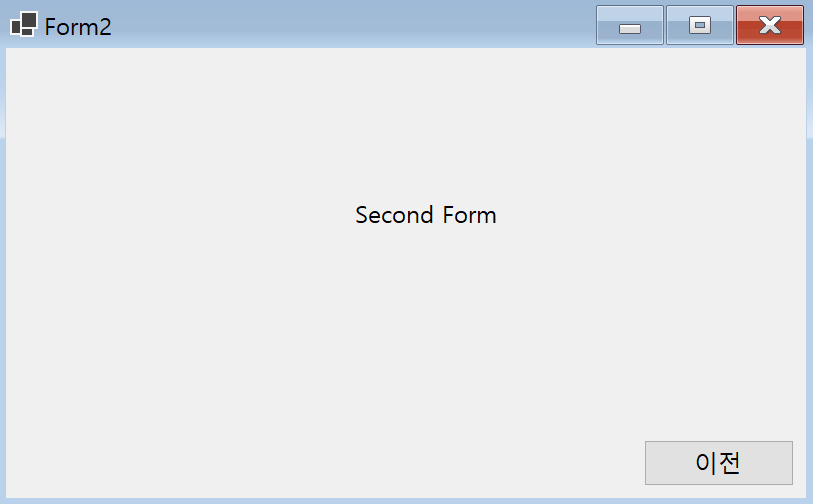 Form2
Second Form
이전